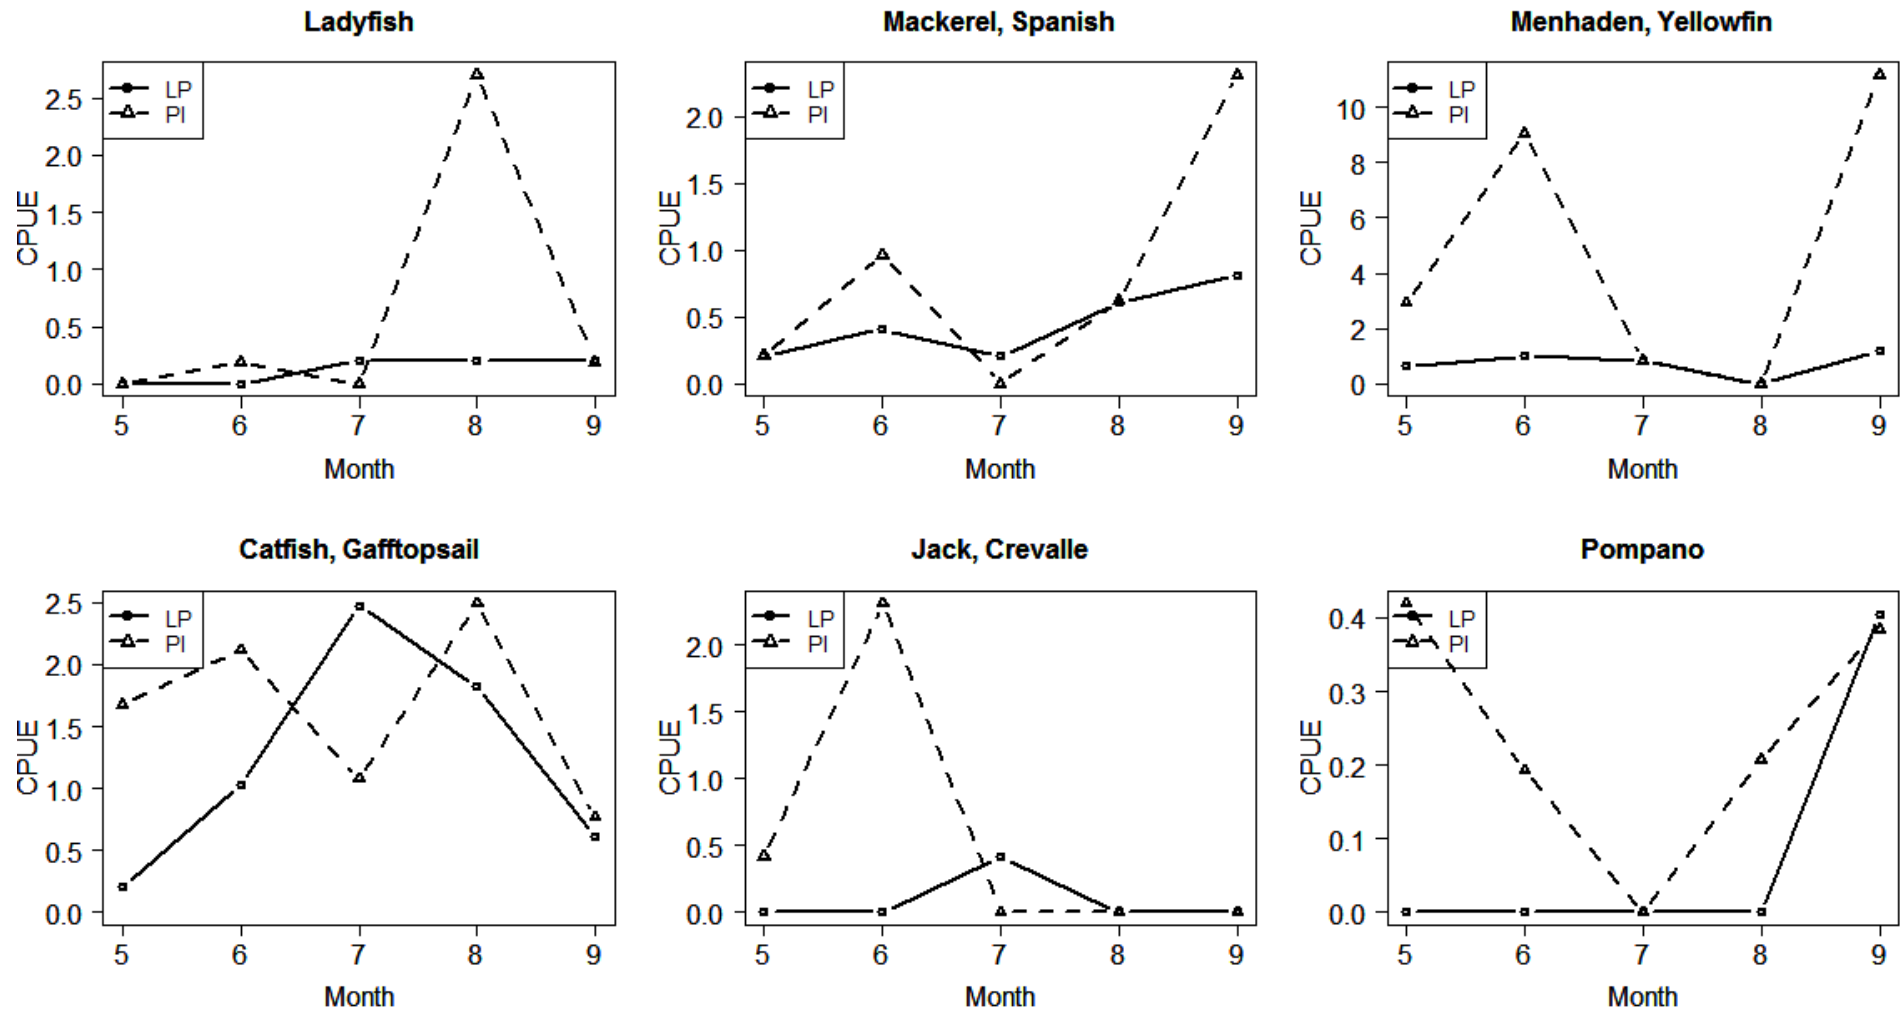 Ladyfish
LP
PI
2.5
2.0
1.5
1.0
0.5
0.0
CPUE
5 6 7 8 9
Month
Mackerel, Spanish
LP
PI
2.0
1.5
1.0
0.5
0.0
CPUE
5 6 7 8 9
Month
Menhaden, Yellowfin
LP
PI
10
8
6
4
2
0
CPUE
5 6 7 8 9
Month
Catfish, Gafftopsail
LP
PI
2.5
2.0
1.5
1.0
0.5
0.0
CPUE
5 6 7 8 9
Month
Jack, Crevalle
LP
PI
2.0
1.5
1.0
0.5
0.0
CPUE
5 6 7 8 9
Month
Pompano
LP
PI
0.4
0.3
0.2
0.1
0.0
CPUE
5 6 7 8 9
Month